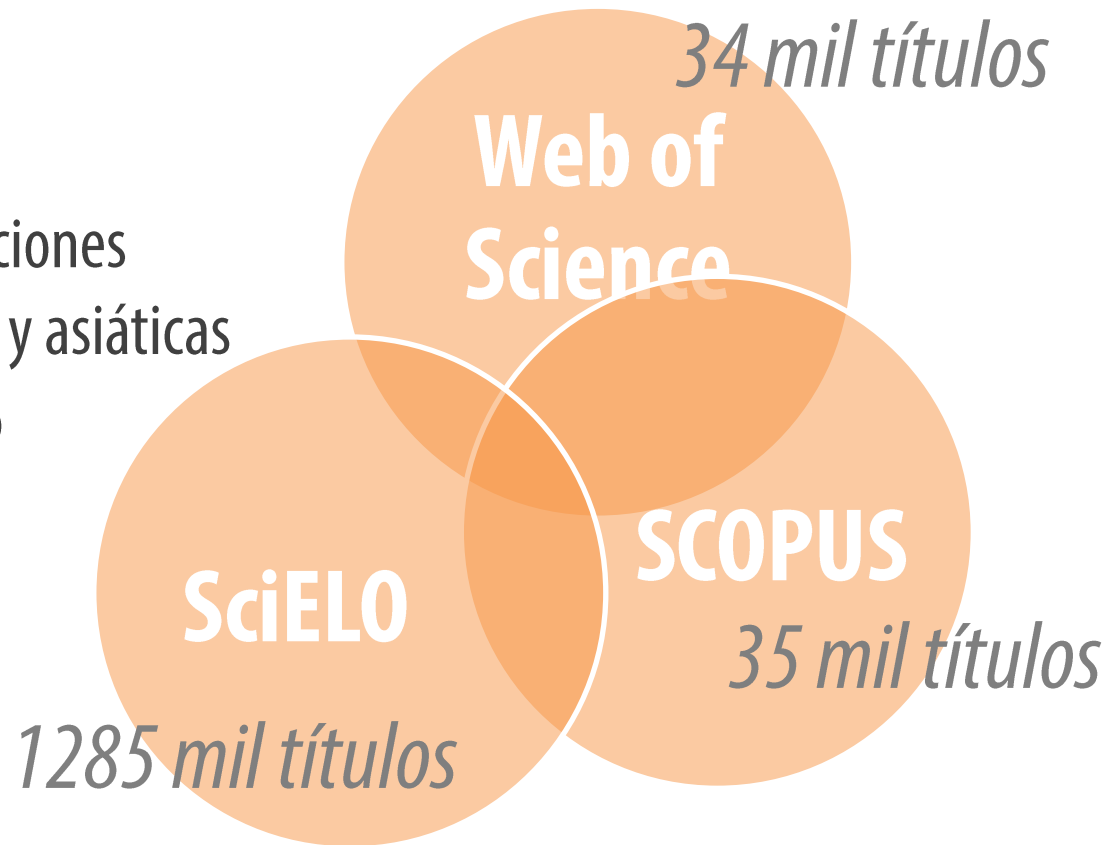 34 mil títulos
Web of
Science
ciones
y asiáticas
SCOPUS
SciELO
35 mil títulos
1285 mil títulos